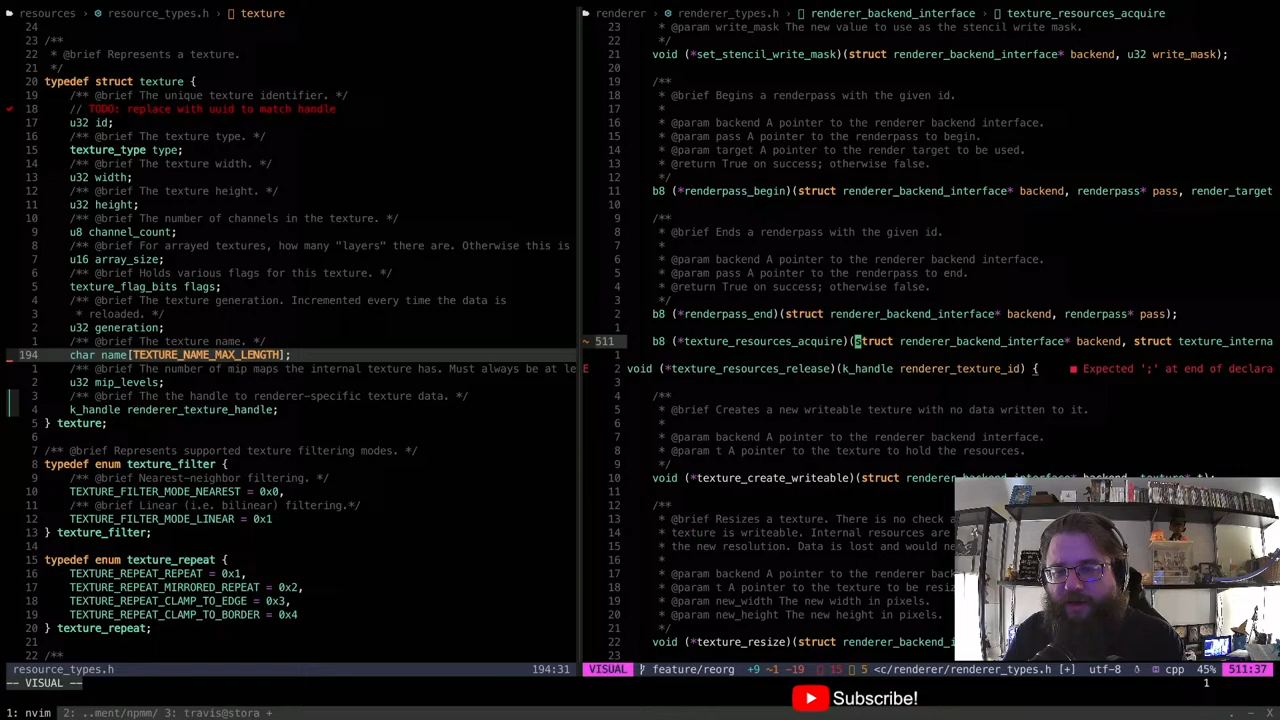 resources > resource_types.h > texture
24
23 /**
22  * @brief Represents a texture.
21  */
20 typedef struct texture {
19 /** @brief The unique texture identifier. */
18 // TODO: replace with uuid to match handle
17 u32 id;
16 /** @brief The texture type. */
15 texture_type type;
14 /** @brief The texture width. */
13 u32 width;
12 /** @brief The texture height. */
11 u32 height;
10 /** @brief The number of channels in the texture. */
9 u8 channel_count;
8 /** @brief For arrayed textures, how many "layers" there are. Otherwise this is
7 u16 array_size;
6 /** @brief Holds various flags for this texture. */
5 texture_flag_bits flags;
4 /** @brief The texture generation. Incremented every time the data is
3 * reloaded. */
2 u32 generation;
1 /** @brief The texture name. */
194 char name[TEXTURE_NAME_MAX_LENGTH];
1 /** @brief The number of mip maps the internal texture has. Must always be at le
2 u32 mip_levels;
3 /** @brief The the handle to renderer-specific texture data. */
4 k_handle renderer_texture_handle;
5 } texture;
6
7 /** @brief Represents supported texture filtering modes. */
8 typedef enum texture_filter {
9 /** @brief Nearest-neighbor filtering. */
10 TEXTURE_FILTER_MODE_NEAREST = 0x0,
11 /** @brief Linear (i.e. bilinear) filtering.*/
12 TEXTURE_FILTER_MODE_LINEAR = 0x1
13 } texture_filter;
14
15 typedef enum texture_repeat {
16 TEXTURE_REPEAT_REPEAT = 0x1,
17 TEXTURE_REPEAT_MIRRORED_REPEAT = 0x2,
18 TEXTURE_REPEAT_CLAMP_TO_EDGE = 0x3,
19 TEXTURE_REPEAT_CLAMP_TO_BORDER = 0x4
20 } texture_repeat;
21
22 /**
resource_types.h 194:31
-- VISUAL --
renderer > renderer_types.h > renderer_backend_interface > texture_resources_acquire
23 * @param write_mask The new value to use as the stencil write mask.
22 */
21 void (*set_stencil_write_mask)(struct renderer_backend_interface* backend, u32 write_mask);
20
19 /**
18 * @brief Begins a renderpass with the given id.
17 *
16 * @param backend A pointer to the renderer backend interface.
15 * @param pass A pointer to the renderpass to begin.
14 * @param target A pointer to the render target to be used.
13 * @return True on success; otherwise false.
12 */
11 b8 (*renderpass_begin)(struct renderer_backend_interface* backend, renderpass* pass, render_target
10
9 /**
8 * @brief Ends a renderpass with the given id.
7 *
6 * @param backend A pointer to the renderer backend interface.
5 * @param pass A pointer to the renderpass to end.
4 * @return True on success; otherwise false.
3 */
2 b8 (*renderpass_end)(struct renderer_backend_interface* backend, renderpass* pass);
1
~ 511 b8 (*texture_resources_acquire)(struct renderer_backend_interface* backend, struct texture_interna
1
E 2 void (*texture_resources_release)(k_handle renderer_texture_id) { ■ Expected ';' at end of declara
3
4 /**
5 * @brief Creates a new writeable texture with no data written to it.
6 *
7 * @param backend A pointer to the renderer backend interface.
8 * @param t A pointer to the texture to hold the resources.
9 */
10 void (*texture_create_writeable)(struct renderer_backend_interface* backend, texture* t);
11
12 /**
13 * @brief Resizes a texture. There is no check a
14 * texture is writeable. Internal resources are
15 * the new resolution. Data is lost and would ne
16 *
17 * @param backend A pointer to the renderer back
18 * @param t A pointer to the texture to be resiz
19 * @param new_width The new width in pixels.
20 * @param new_height The new height in pixels.
21 */
22 void (*texture_resize)(struct renderer_backend_i
23
VISUAL feature/reorg +9 ~1 -19 15 5 <c/renderer/renderer_types.h [+] utf-8 cpp 45% 511:37
1
Subscribe!
1: nvim 2: ..ment/npmm/ 3: travis@stora +